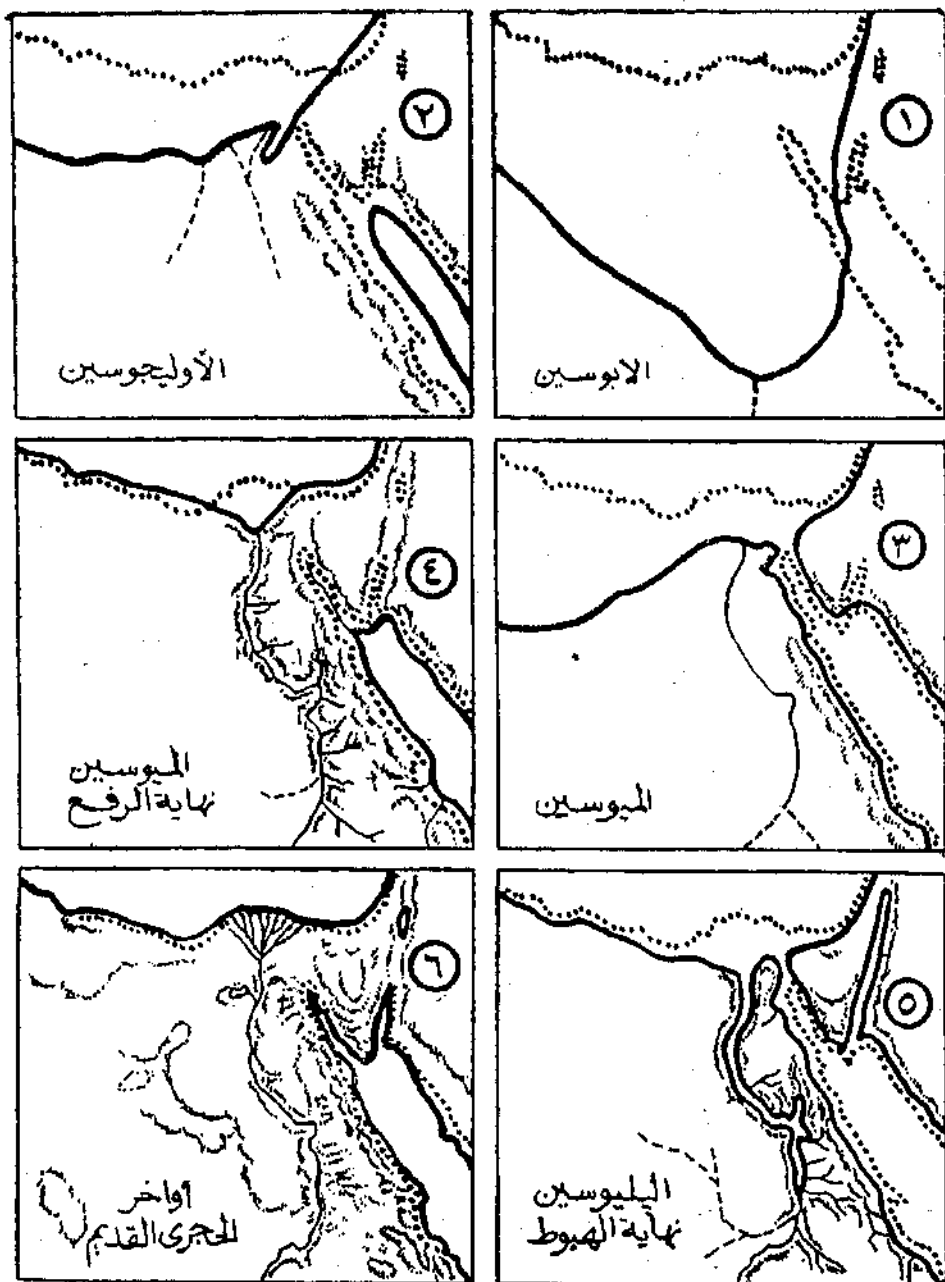 ١
الايوسين
٢
الأوليجوسين
٣
الميوسين
٤
الميوسين
نهاية الرفع
٥
البليوسين
نهاية الهبوط
٦
أواخر
الحجرى القديم